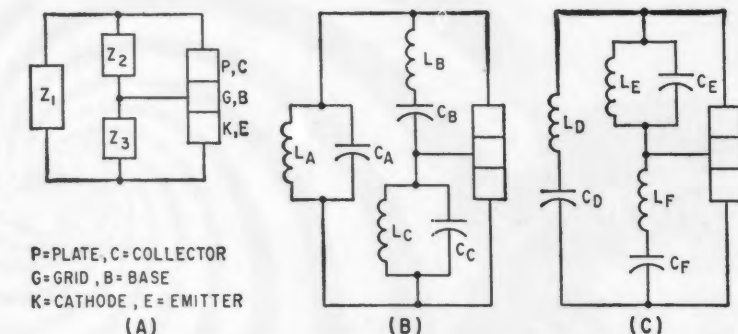 Z1
Z2
Z3
P,C
G,B
K,E
P=PLATE, C=COLLECTOR
G=GRID, B=BASE
K=CATHODE, E=EMITTER
(A)
LA
CA
LB
CB
LC
CC
(B)
LD
CD
LE
CE
LF
CF
(C)